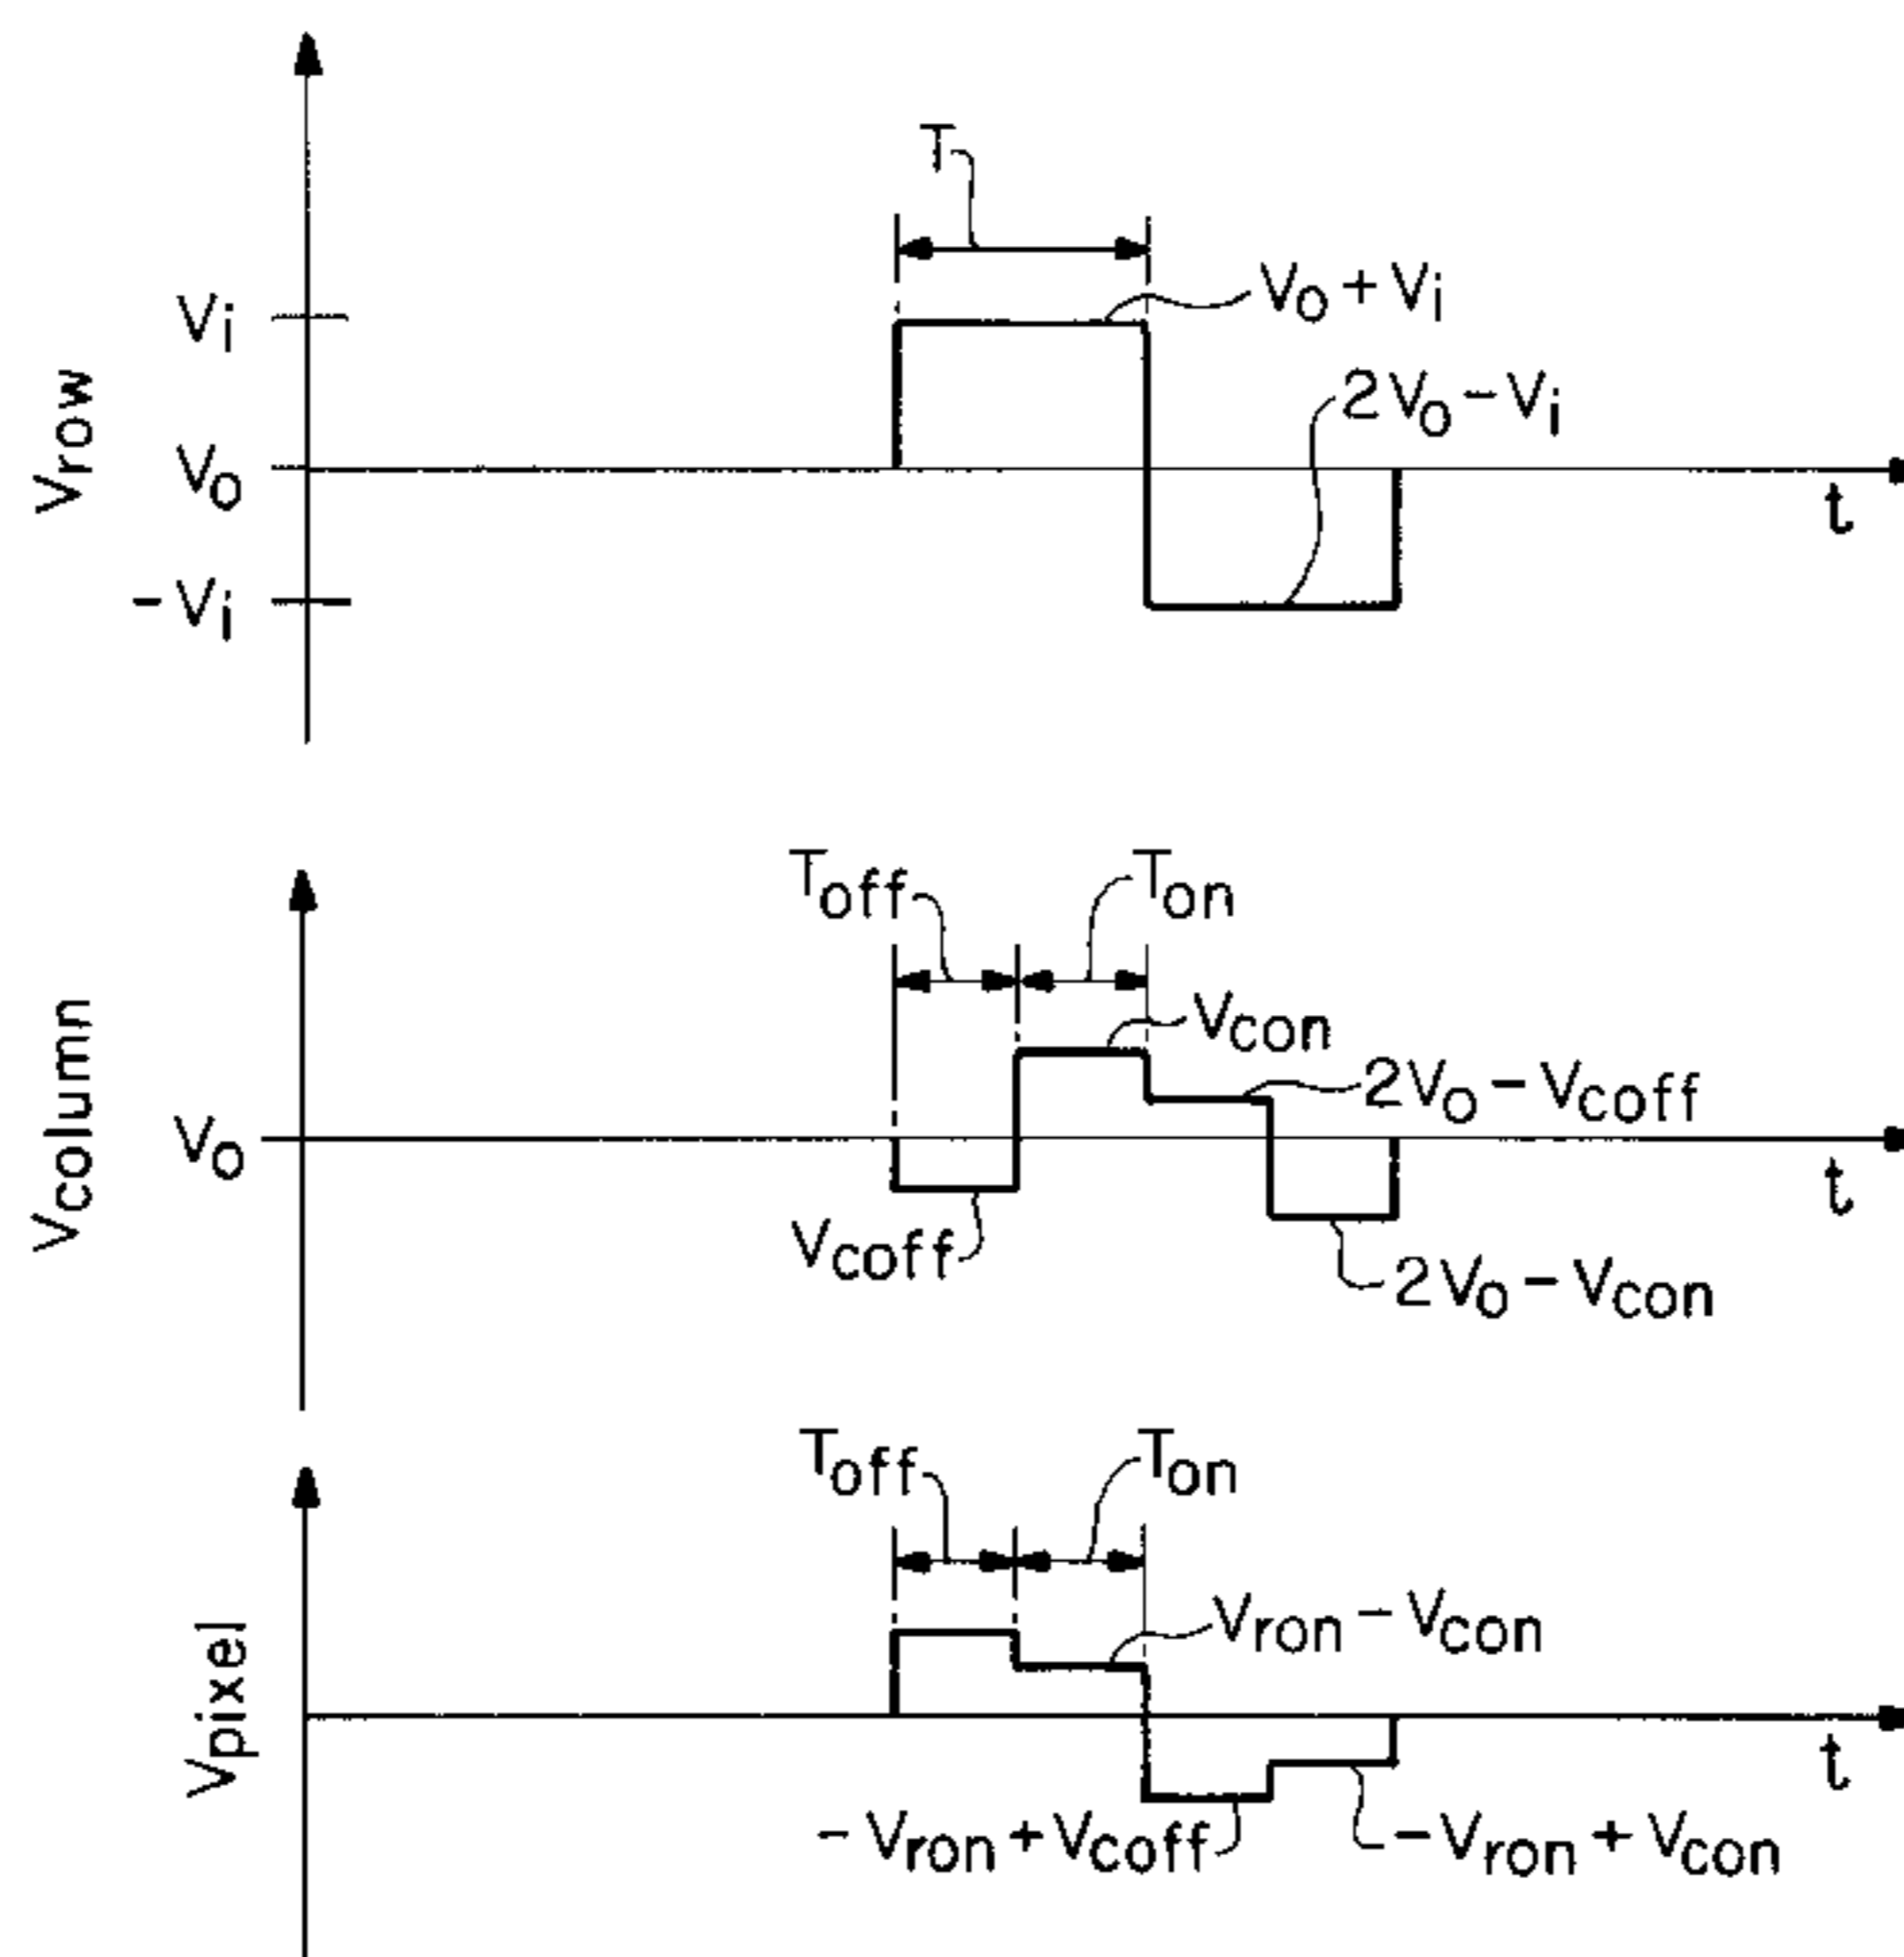 T
Vi
Vo + Vi
2Vo - Vi
Vrow
Vo
t
- Vi
Toff
Ton
Vcon
2Vo - Vcoff
Vcolumn
Vo
t
Vcoff
2Vo - Vcon
Toff
Ton
Vron - Vcon
Vpixel
t
- Vron + Vcoff
- Vron + Vcon